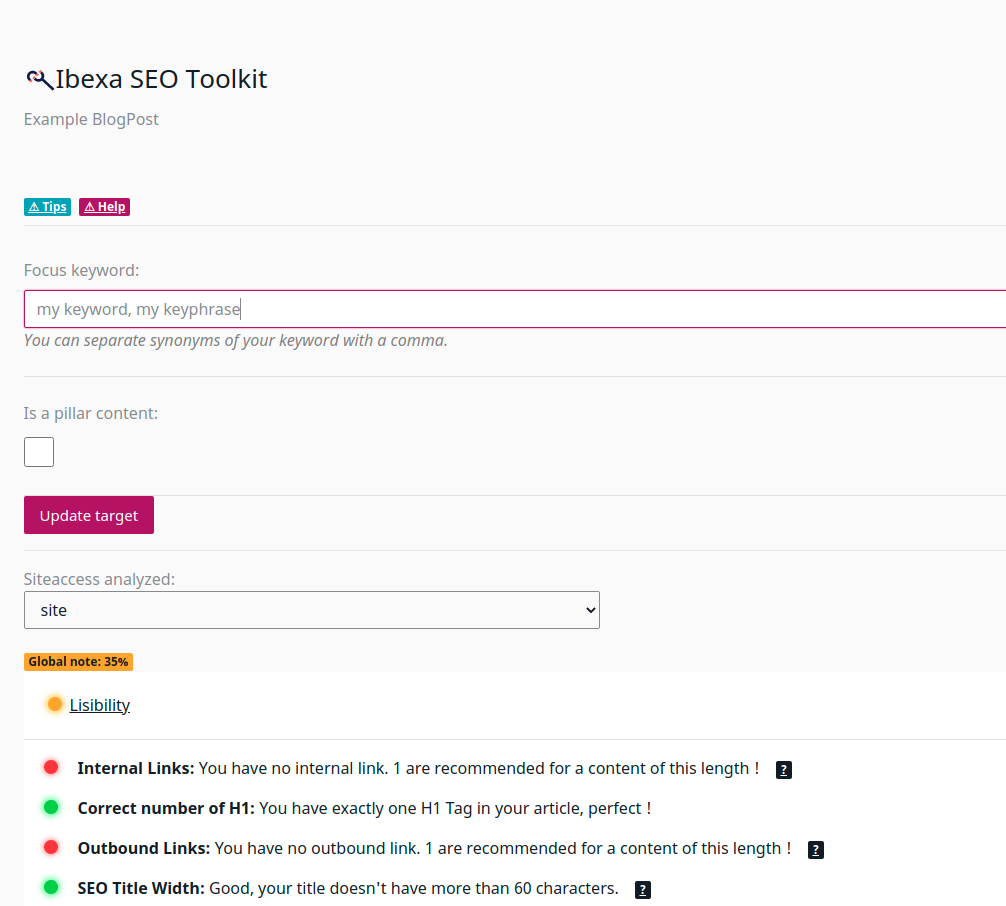 Ibexa SEO Toolkit
Example BlogPost
⚠ Tips ⚠ Help
Focus keyword:
my keyword, my keyphrase
You can separate synonyms of your keyword with a comma.
Is a pillar content:
Update target
Siteaccess analyzed:
site
Global note: 35%
Lisibility
Internal Links: You have no internal link. 1 are recommended for a content of this length ! ?
Correct number of H1: You have exactly one H1 Tag in your article, perfect !
Outbound Links: You have no outbound link. 1 are recommended for a content of this length ! ?
SEO Title Width: Good, your title doesn't have more than 60 characters. ?